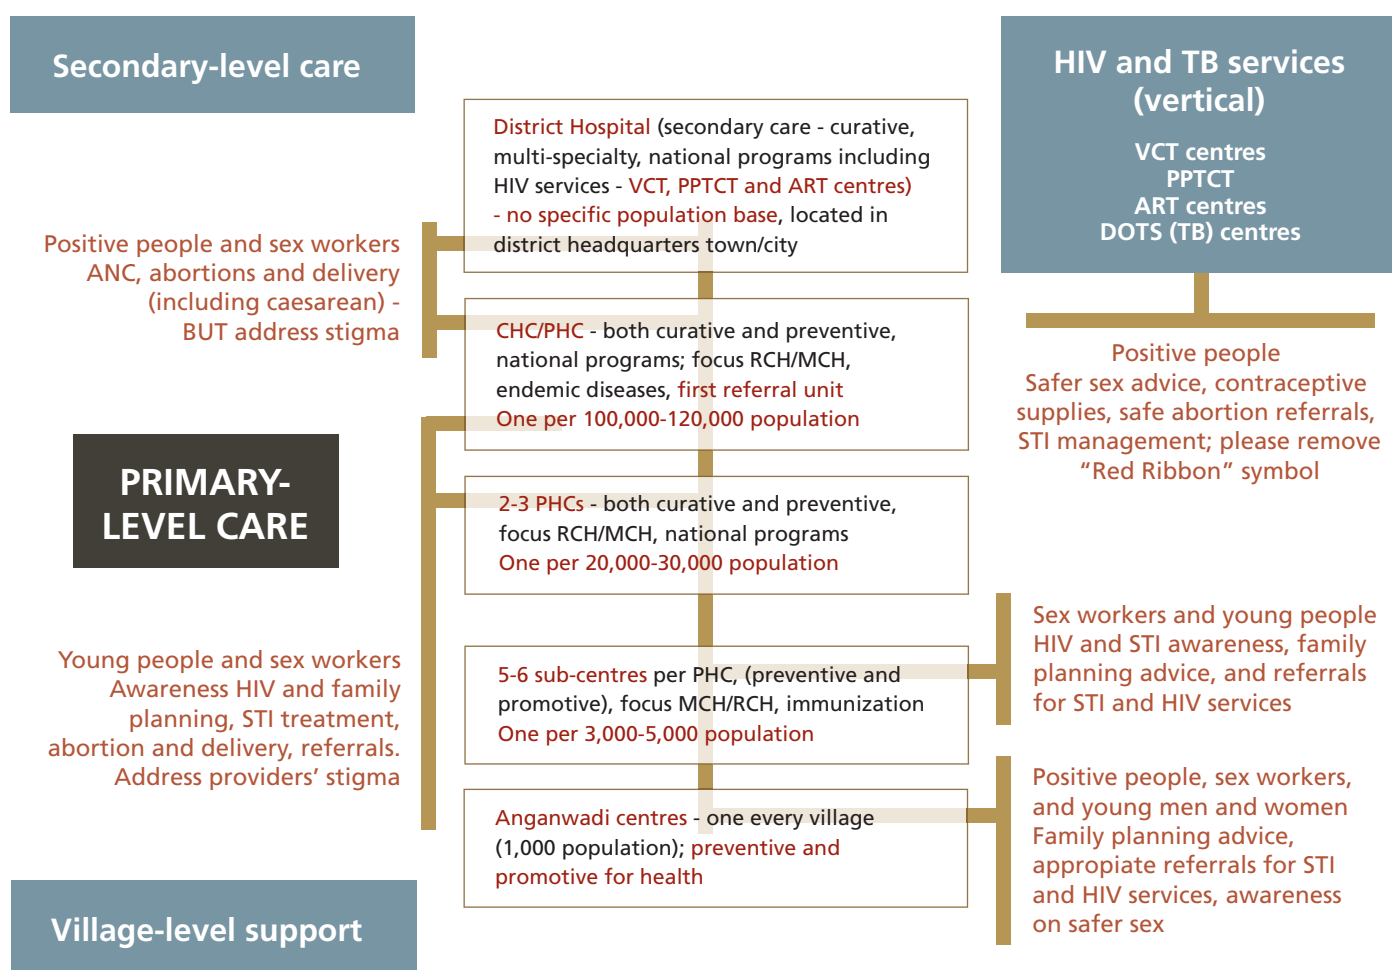 Secondary-level care
HIV and TB services
(vertical)
VCT centres
PPTCT
ART centres
DOTS (TB) centres
District Hospital (secondary care - curative,
multi-specialty, national programs including
HIV services - VCT, PPTCT and ART centres)
- no specific population base, located in
district headquarters town/city
Positive people and sex workers
ANC, abortions and delivery
(including caesarean) -
BUT address stigma
CHC/PHC - both curative and preventive,
national programs; focus RCH/MCH,
endemic diseases, first referral unit
One per 100,000-120,000 population
Positive people
Safer sex advice, contraceptive
supplies, safe abortion referrals,
STI management; please remove
“Red Ribbon” symbol
PRIMARY-
LEVEL CARE
2-3 PHCs - both curative and preventive,
focus RCH/MCH, national programs
One per 20,000-30,000 population
Sex workers and young people
HIV and STI awareness, family
planning advice, and referrals
for STI and HIV services
Young people and sex workers
Awareness HIV and family
planning, STI treatment,
abortion and delivery, referrals.
Address providers’ stigma
5-6 sub-centres per PHC, (preventive and
promotive), focus MCH/RCH, immunization
One per 3,000-5,000 population
Positive people, sex workers,
and young men and women
Family planning advice,
appropiate referrals for STI
and HIV services, awareness
on safer sex
Anganwadi centres - one every village
(1,000 population); preventive and
promotive for health
Village-level support